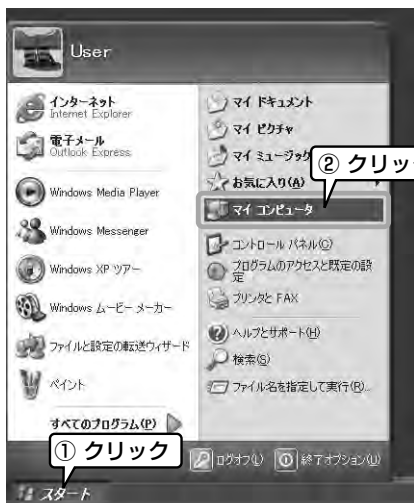 User
インターネット
Internet Explorer
電子メール
Outlook Express
Windows Media Player
Windows Messenger
Windows XP ツアー
Windows ムービー メーカー
ファイルと設定の転送ウィザード
ペイント
すべてのプログラム(P)
マイ ドキュメント
マイ ピクチャ
マイ ミュージック
お気に入り(A)
② クリック
マイ コンピュータ
コントロール パネル(C)
プログラムのアクセスと既定の設
定
プリンタと FAX
ヘルプとサポート(H)
検索(S)
ファイル名を指定して実行(R)...
① クリック
ログオフ(L)
終了オプション(U)
スタート